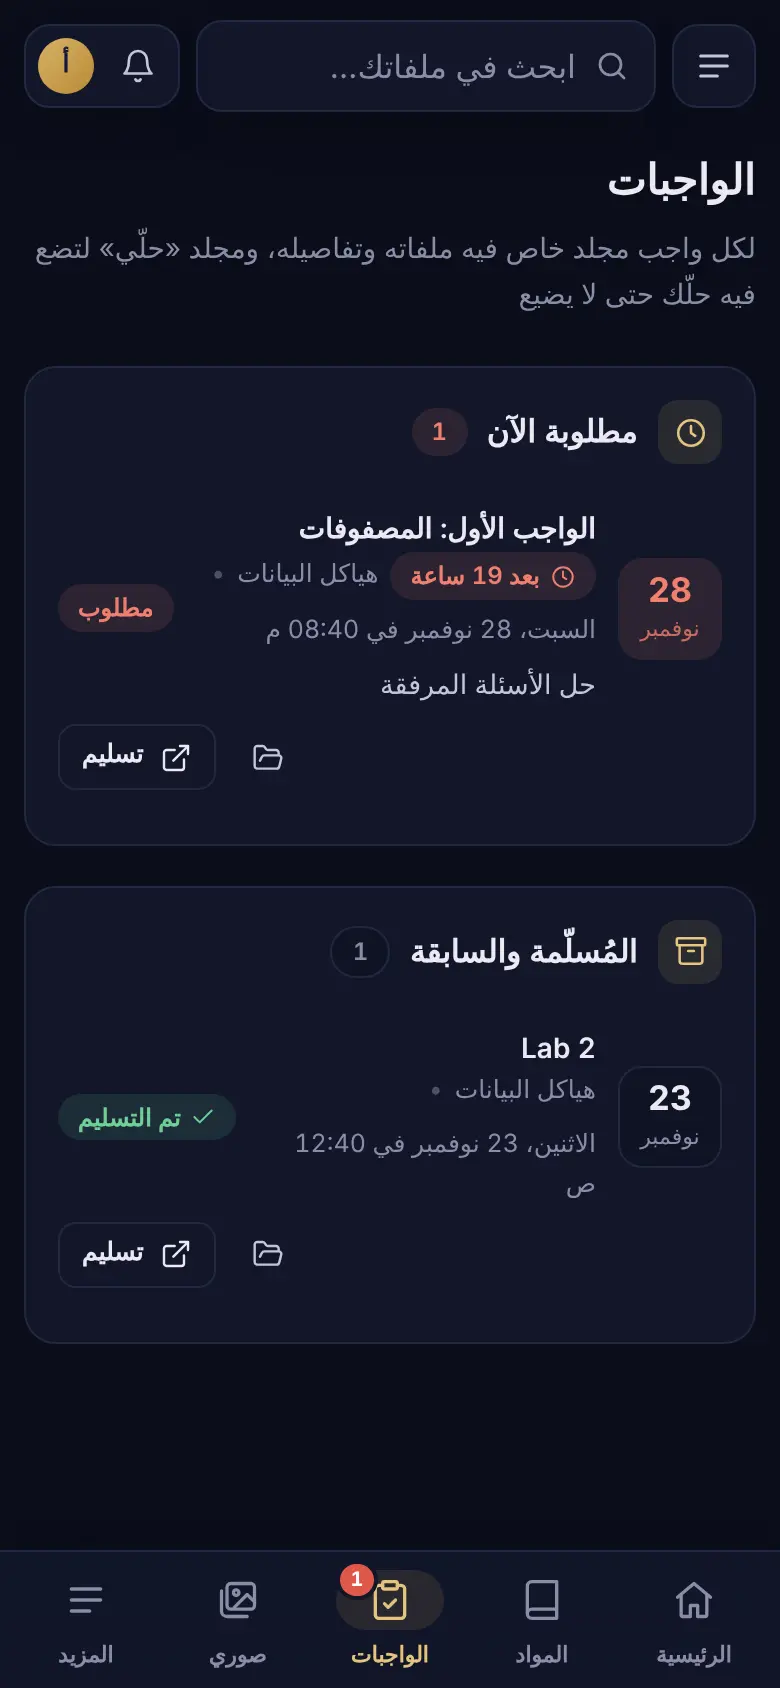 ابحث في ملفاتك...
أ
الواجبات
لكل واجب مجلد خاص فيه ملفاته وتفاصيله، ومجلد «حلّي» لتضع
فيه حلّك حتى لا يضيع
مطلوبة الآن 1
28
نوفمبر
الواجب الأول: المصفوفات
بعد 19 ساعة هياكل البيانات •
السبت، 28 نوفمبر في 08:40 م
حل الأسئلة المرفقة
مطلوب
تسليم
المُسلّمة والسابقة 1
23
نوفمبر
Lab 2
هياكل البيانات •
الاثنين، 23 نوفمبر في 12:40
ص
تم التسليم
تسليم
الرئيسية
المواد
1
الواجبات
صوري
المزيد